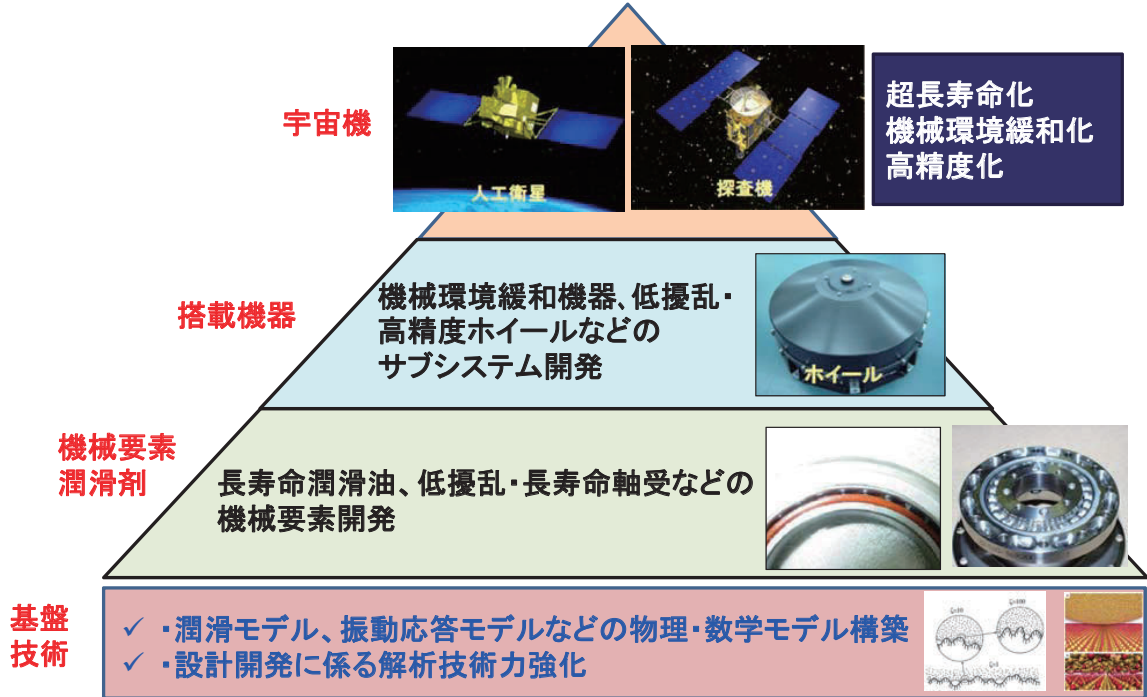 宇宙機
人工衛星
探査機
超長寿命化
機械環境緩和化
高精度化
搭載機器
機械環境緩和機器、低擾乱・
高精度ホイールなどの
サブシステム開発
ホイール
機械要素
潤滑剤
長寿命潤滑油、低擾乱・長寿命軸受などの
機械要素開発
基盤
技術
✓ ・潤滑モデル、振動応答モデルなどの物理・数学モデル構築
✓ ・設計開発に係る解析技術力強化